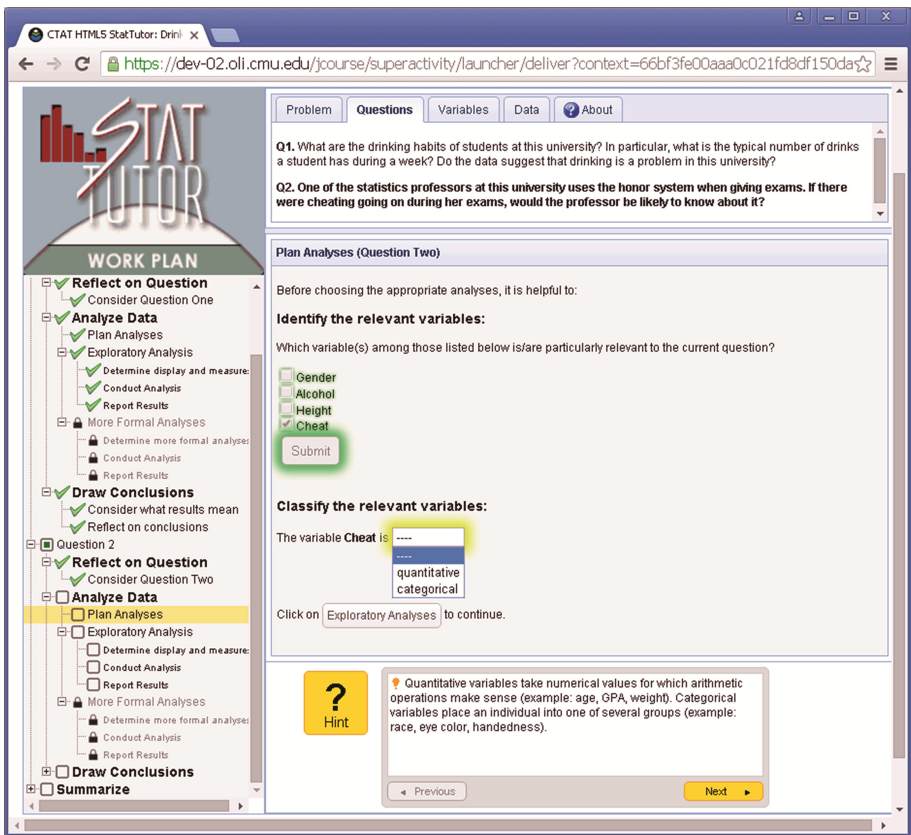 CTAT HTML5 StatTutor: Drink
https://dev-02.oli.cmu.edu/jcourse/superactivity/launcher/deliver?context=66bf3fe00aaa0c021fd8df150da
STAT
TUTOR
WORK PLAN
Reflect on Question
Consider Question One
Analyze Data
Plan Analyses
Exploratory Analysis
Determine display and measure:
Conduct Analysis
Report Results
More Formal Analyses
Determine more formal analyses
Conduct Analysis
Report Results
Draw Conclusions
Consider what results mean
Reflect on conclusions
Question 2
Reflect on Question
Consider Question Two
Analyze Data
Plan Analyses
Exploratory Analysis
Determine display and measure:
Conduct Analysis
Report Results
More Formal Analyses
Determine more formal analyses
Conduct Analysis
Report Results
Draw Conclusions
Summarize
Problem Questions Variables Data ? About
Q1. What are the drinking habits of students at this university? In particular, what is the typical number of drinks
a student has during a week? Do the data suggest that drinking is a problem in this university?
Q2. One of the statistics professors at this university uses the honor system when giving exams. If there
were cheating going on during her exams, would the professor be likely to know about it?
Plan Analyses (Question Two)
Before choosing the appropriate analyses, it is helpful to:
Identify the relevant variables:
Which variable(s) among those listed below is/are particularly relevant to the current question?
Gender
Alcohol
Height
Cheat
Submit
Classify the relevant variables:
The variable Cheat is ----
----
quantitative
categorical
Click on Exploratory Analyses to continue.
?
Hint
Quantitative variables take numerical values for which arithmetic
operations make sense (example: age, GPA, weight). Categorical
variables place an individual into one of several groups (example:
race, eye color, handedness).
Previous
Next